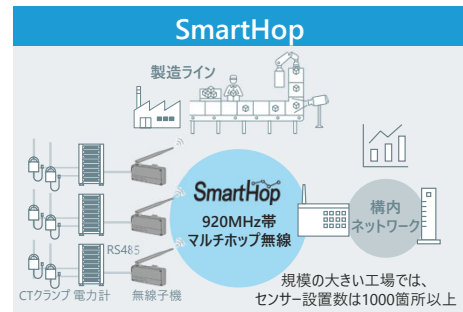 SmartHop
製造ライン
SmartHop
920MHz帯
マルチホップ無線
構内
ネットワーク
RS485
CTクランプ 電力計 無線子機
規模の大きい工場では、
センサー設置数は1000箇所以上